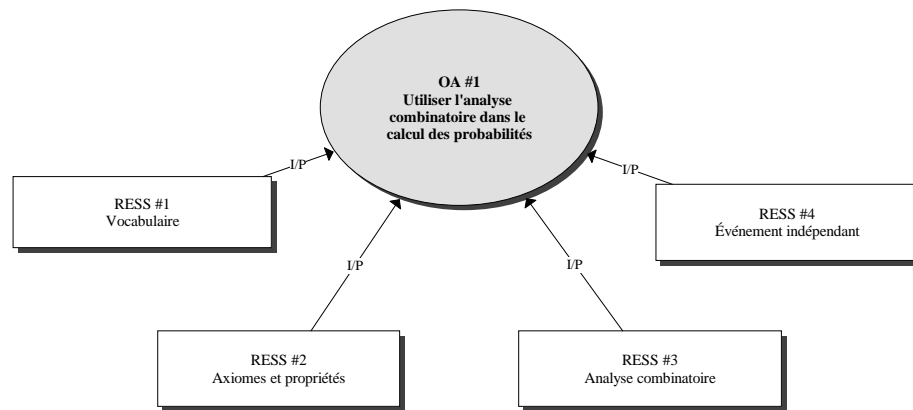 OA #1
Utiliser l'analyse
combinatoire dans le
calcul des probabilités
I/P
I/P
RESS #1
Vocabulaire
RESS #4
Événement indépendant
I/P
I/P
RESS #2
Axiomes et propriétés
RESS #3
Analyse combinatoire